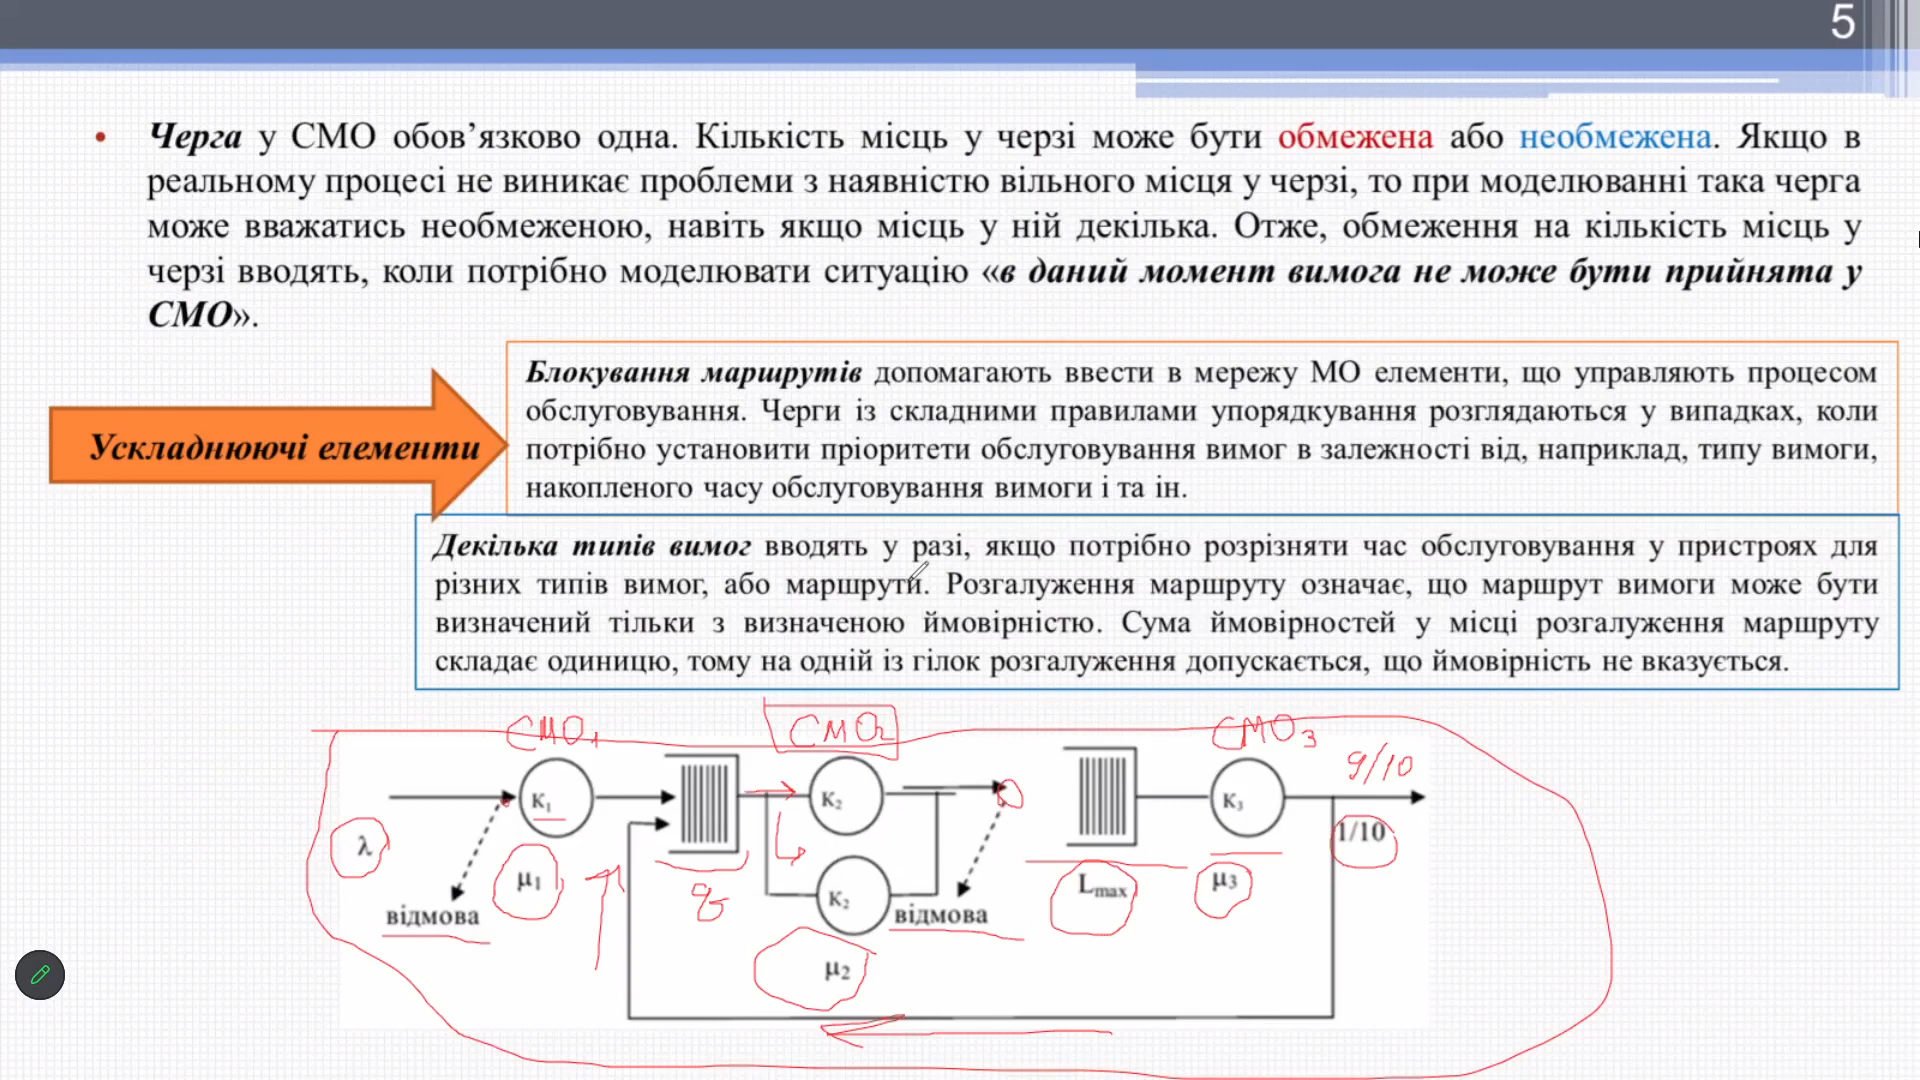 5
• Черга у СМО обов’язково одна. Кількість місць у черзі може бути обмежена або необмежена. Якщо в
реальному процесі не виникає проблеми з наявністю вільного місця у черзі, то при моделюванні така черга
може вважатись необмеженою, навіть якщо місць у ній декілька. Отже, обмеження на кількість місць у
черзі вводять, коли потрібно моделювати ситуацію «в даний момент вимога не може бути прийнята у
СМО».
Ускладнюючі елементи
Блокування маршрутів допомагають ввести в мережу МО елементи, що управляють процесом
обслуговування. Черги із складними правилами упорядкування розглядаються у випадках, коли
потрібно установити пріоритети обслуговування вимог в залежності від, наприклад, типу вимоги,
накопленого часу обслуговування вимоги і та ін.
Декілька типів вимог вводять у разі, якщо потрібно розрізняти час обслуговування у пристроях для
різних типів вимог, або маршрути. Розгалуження маршруту означає, що маршрут вимоги може бути
визначений тільки з визначеною ймовірністю. Сума ймовірностей у місці розгалуження маршруту
складає одиницю, тому на одній із гілок розгалуження допускається, що ймовірність не вказується.
СМО1 СМО2 СМО3
9/10
K1 K2 K3
λ 1/10
μ1 Lmax μ3
K2
відмова відмова
μ2